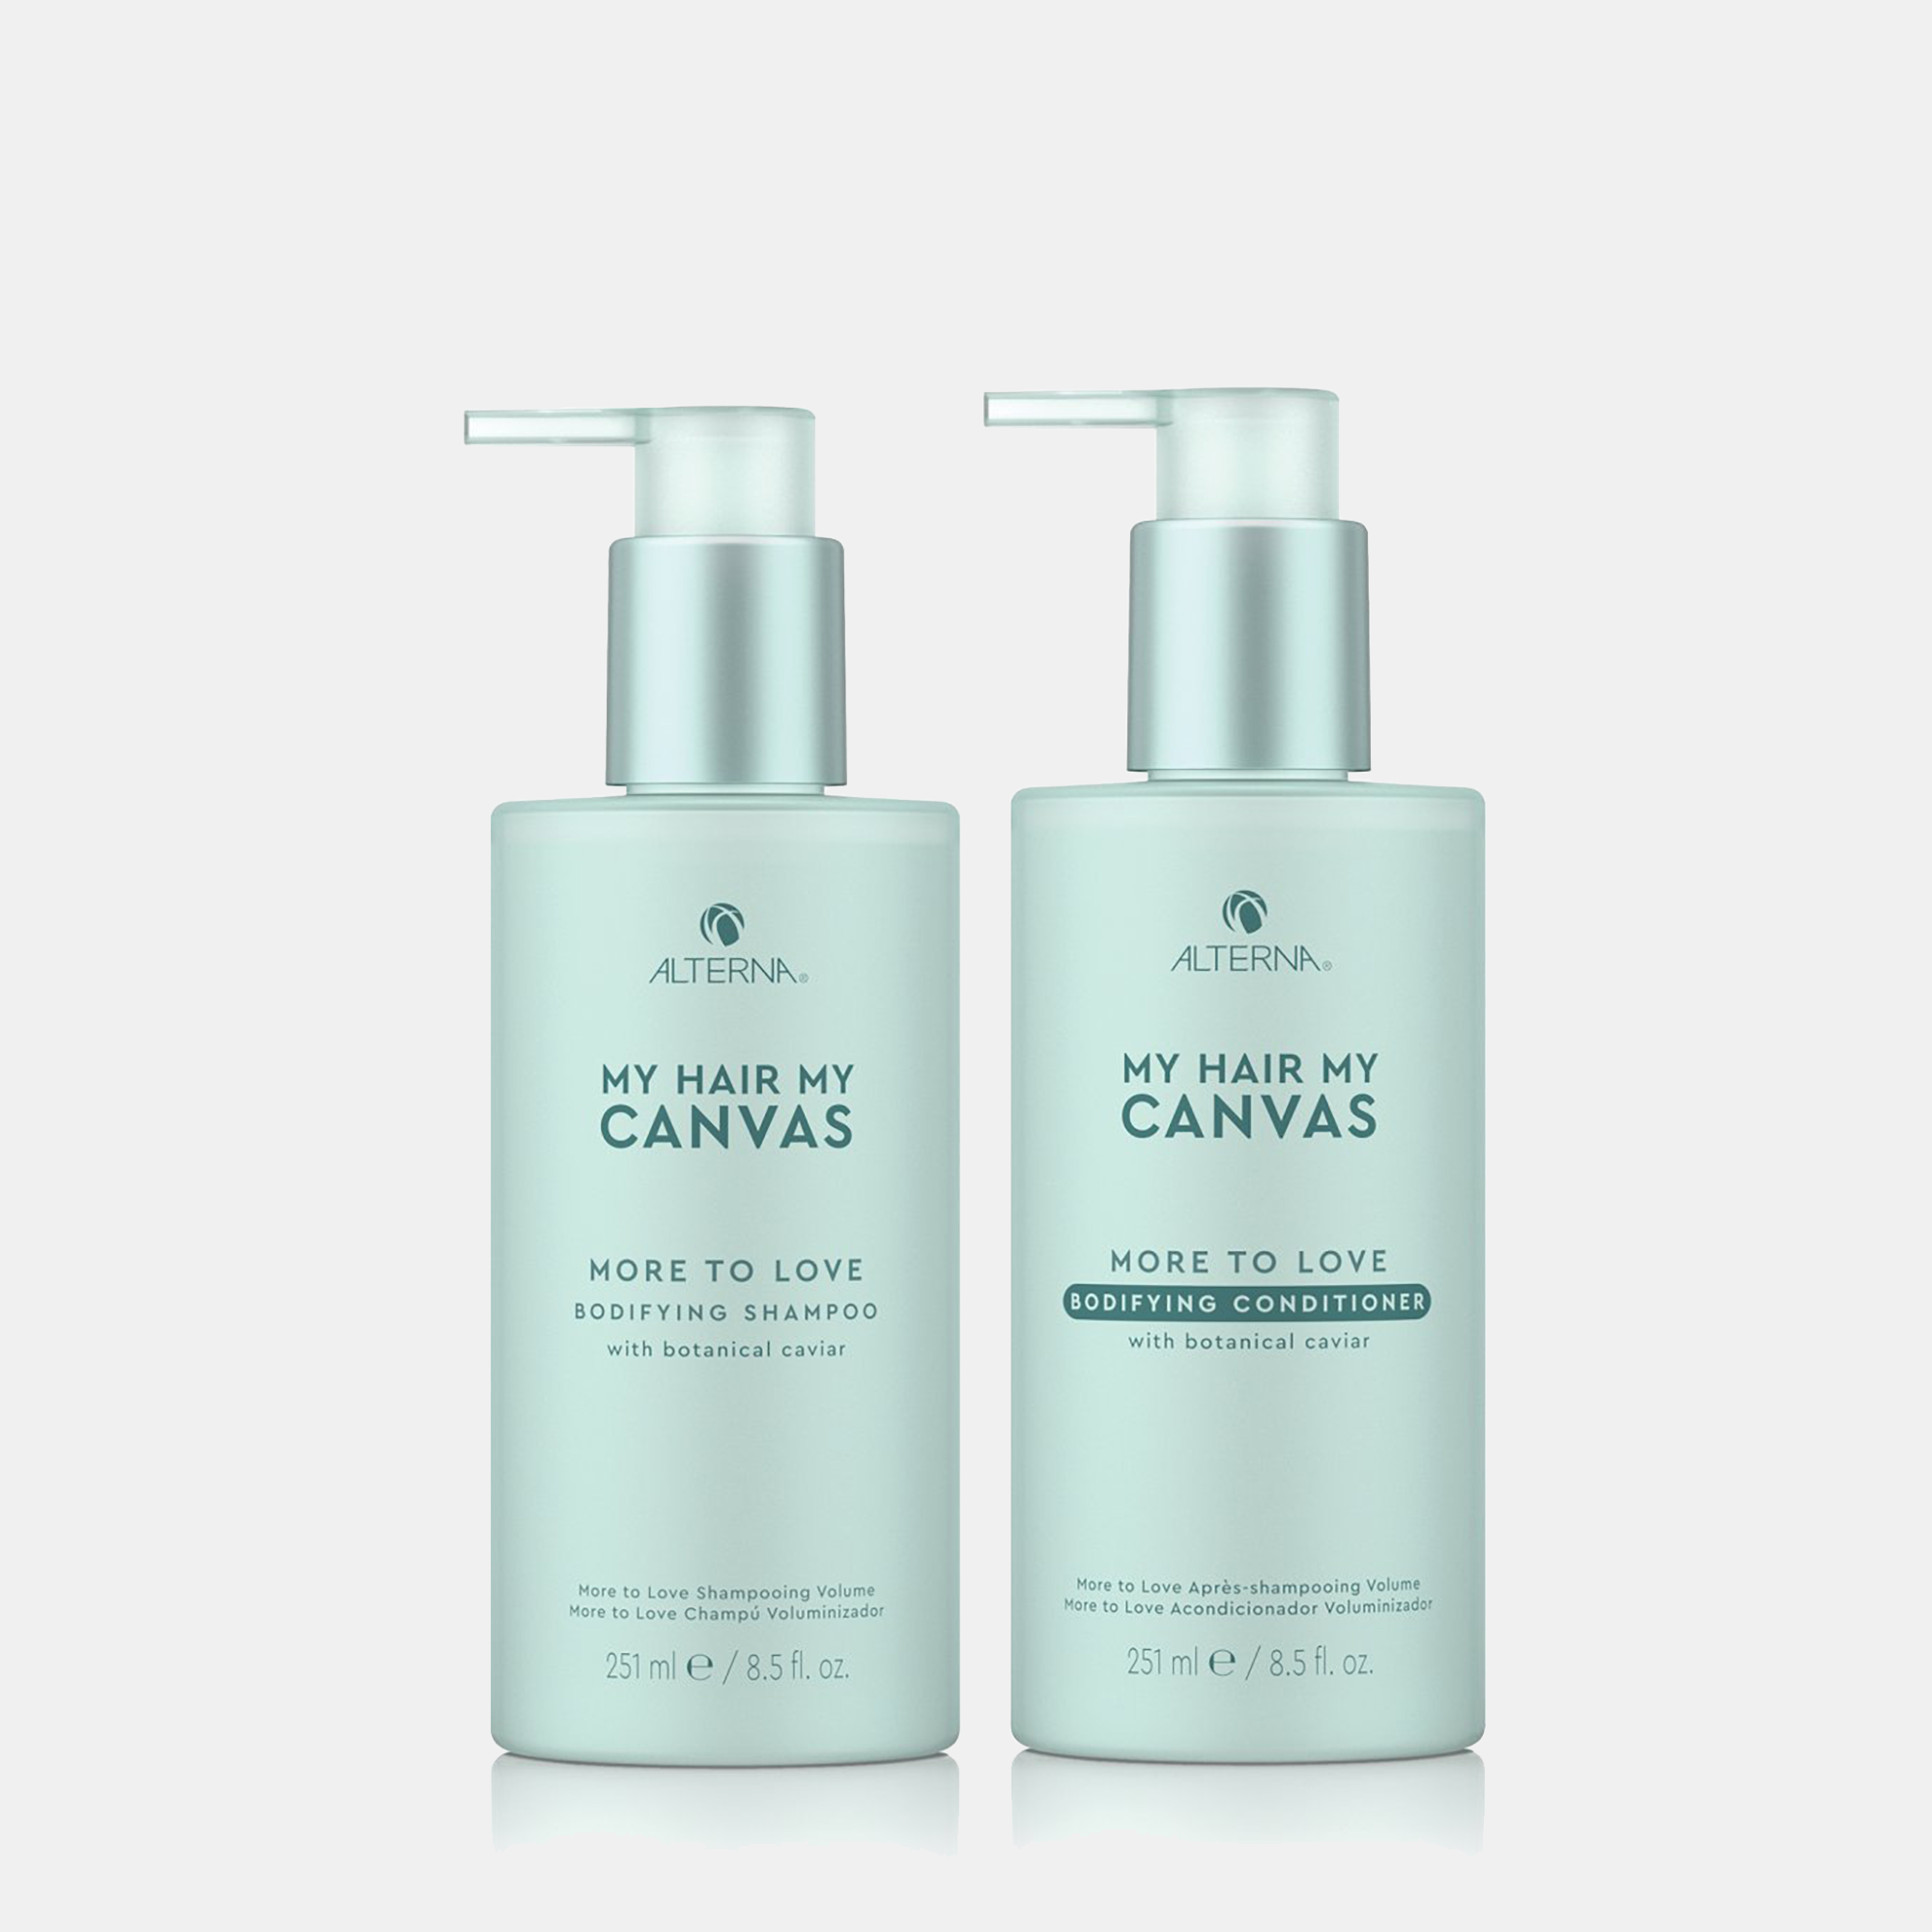 ALTERNA®
MY HAIR MY
CANVAS
MORE TO LOVE
BODIFYING SHAMPOO
with botanical caviar
More to Love Shampooing Volume
More to Love Champú Voluminizador
251 ml ℮ / 8.5 fl. oz.
ALTERNA®
MY HAIR MY
CANVAS
MORE TO LOVE
BODIFYING CONDITIONER
with botanical caviar
More to Love Après-shampooing Volume
More to Love Acondicionador Voluminizador
251 ml ℮ / 8.5 fl. oz.